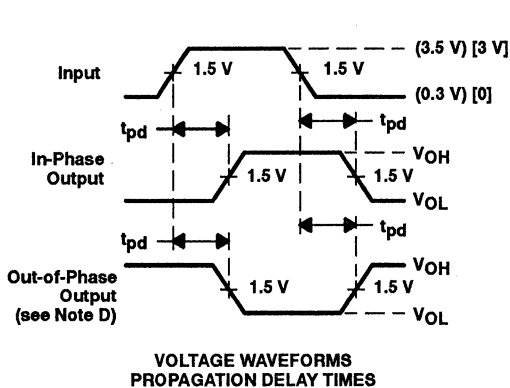 (3.5 V) [3 V]
Input
1.5 V
1.5 V
(0.3 V) [0]
tpd
tpd
In-Phase
Output
VOH
1.5 V
1.5 V
VOL
tpd
tpd
Out-of-Phase
Output
(see Note D)
VOH
1.5 V
1.5 V
VOL
VOLTAGE WAVEFORMS
PROPAGATION DELAY TIMES